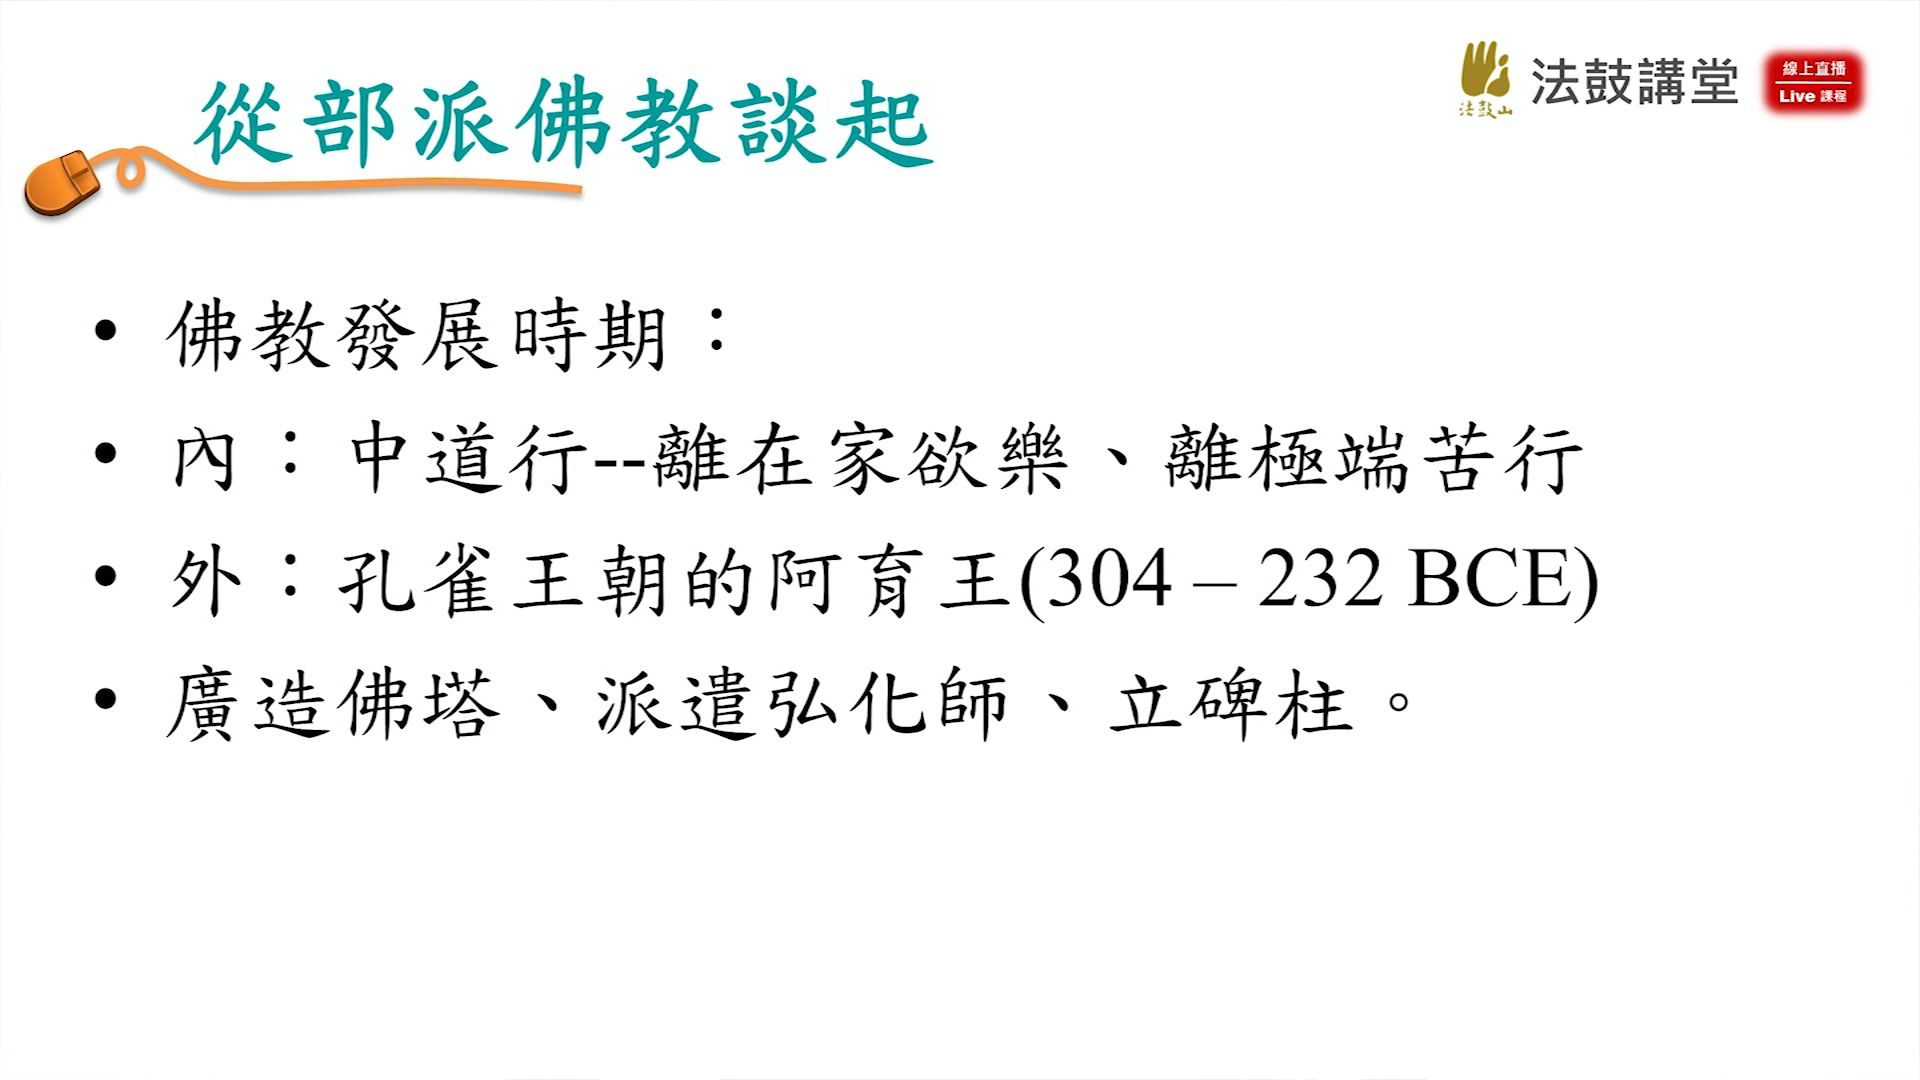 從部派佛教談起
法鼓山
法鼓講堂
線上直播
Live 課程
• 佛教發展時期：
• 內：中道行--離在家欲樂、離極端苦行
• 外：孔雀王朝的阿育王(304 – 232 BCE)
• 廣造佛塔、派遣弘化師、立碑柱。